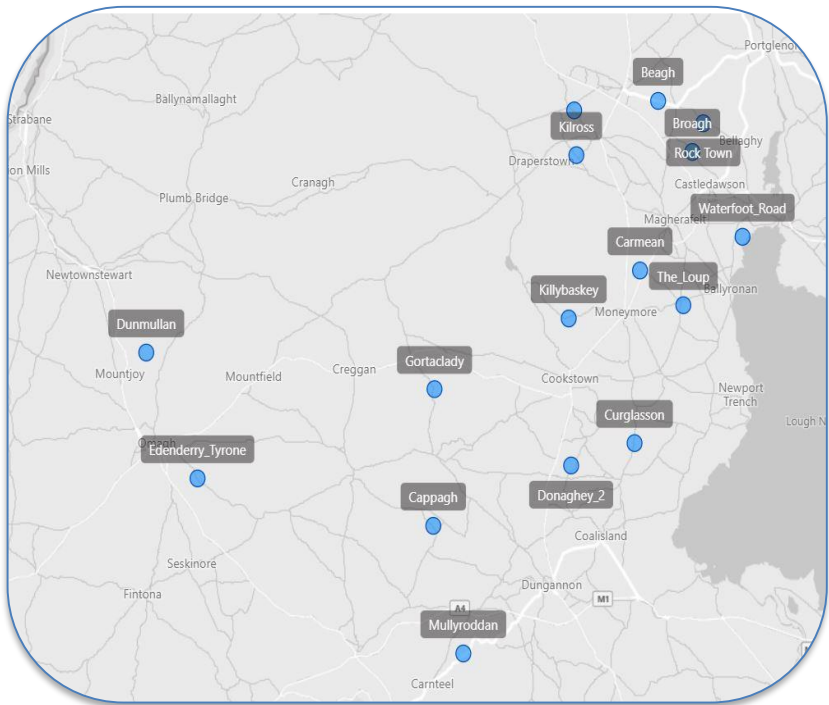 Portglenon
Beagh
Ballynamallaght
Strabane
Broagh
Kilross
Bellaghy
Rock Town
Draperstown
on Mills
Cranagh
Castledawson
Plumb Bridge
Waterfoot_Road
Magherafelt
Carmean
Newtownstewart
The_Loup
Killybaskey
Ballyronan
Moneymore
Dunmullan
Gortaclady
Creggan
Mountjoy
Mountfield
Cookstown
Newport
Trench
Curglasson
Lough N
Omagh
Edenderry_Tyrone
Cappagh
Donaghey_2
Coalisland
Seskinore
Dungannon
Fintona
M1
A4
Mullyroddan
Carnteel